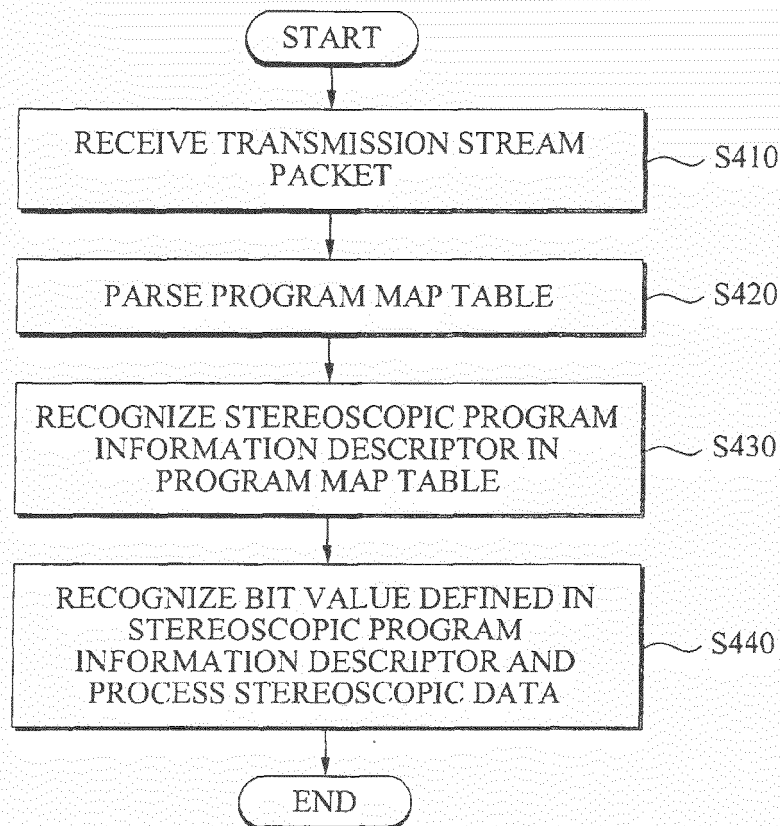 START
RECEIVE TRANSMISSION STREAM
PACKET
S410
PARSE PROGRAM MAP TABLE
S420
RECOGNIZE STEREOSCOPIC PROGRAM
INFORMATION DESCRIPTOR IN
PROGRAM MAP TABLE
S430
RECOGNIZE BIT VALUE DEFINED IN
STEREOSCOPIC PROGRAM
INFORMATION DESCRIPTOR AND
PROCESS STEREOSCOPIC DATA
S440
END